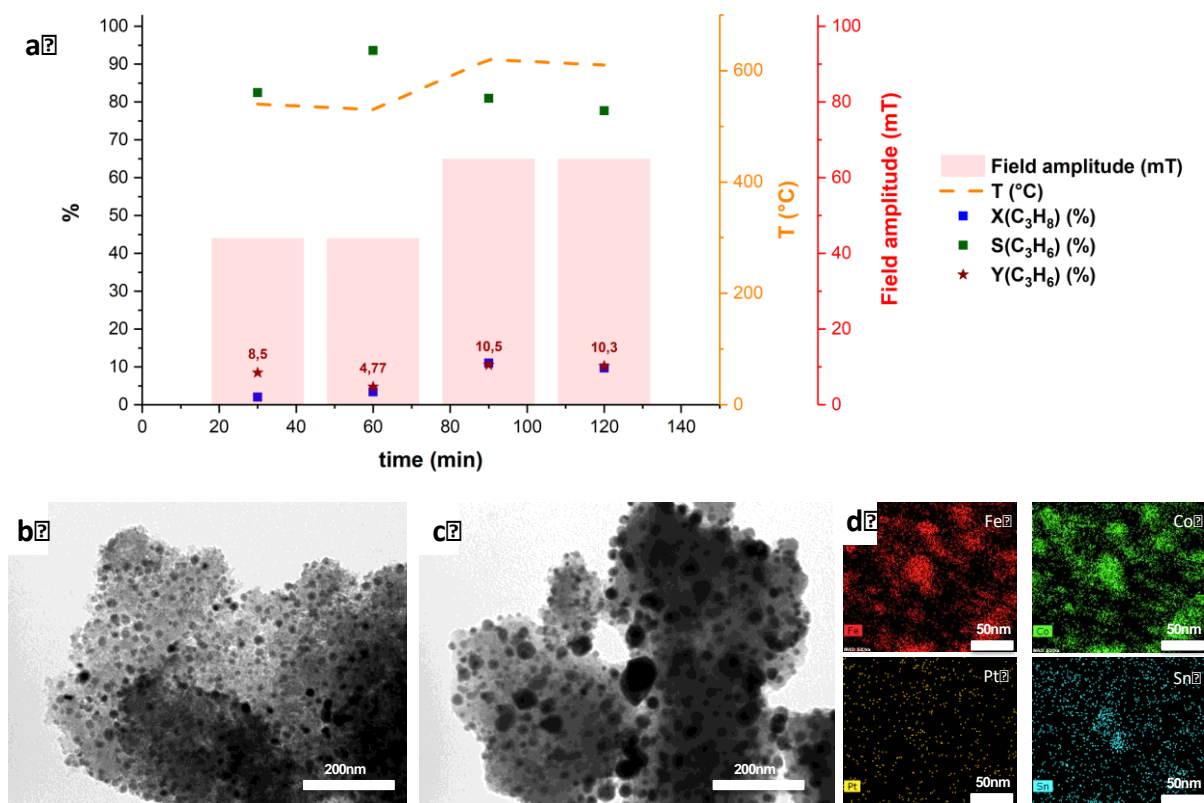 a
100
90
80
70
60
50
40
30
20
10
0
%
0 20 40 60 80 100 120 140
time (min)
8,5
4,77
10,5
10,3
600
400
200
0
T (°C)
100
80
60
40
20
0
Field amplitude (mT)
Field amplitude (mT)
T (°C)
X(C₃H₈) (%)
S(C₃H₆) (%)
Y(C₃H₆) (%)
b
200nm
c
200nm
d
Fe
Fe
50nm
Co
Co
50nm
Pt
Pt
50nm
Sn
Sn
50nm